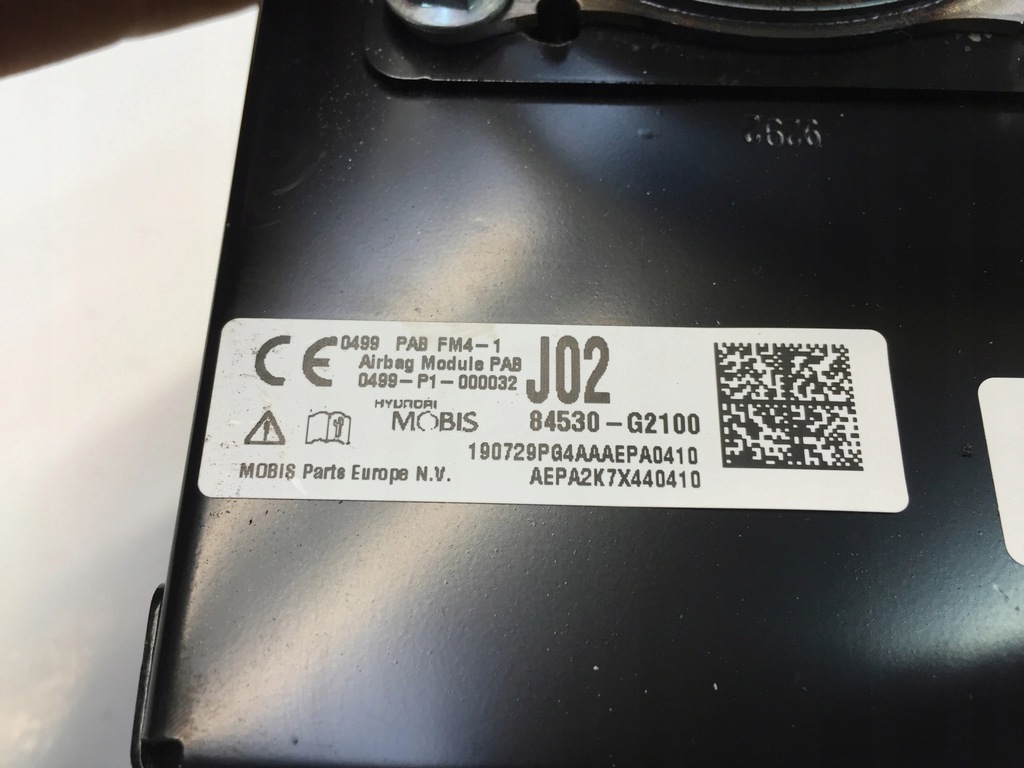 CE 0499 PAB FM4-1
Airbag Module PAB
0499-P1-000032
J02
HYUNDAI
MOBIS
84530-G2100
190729PG4AAAEPA0410
MOBIS Parts Europe N.V.
AEPA2K7X440410